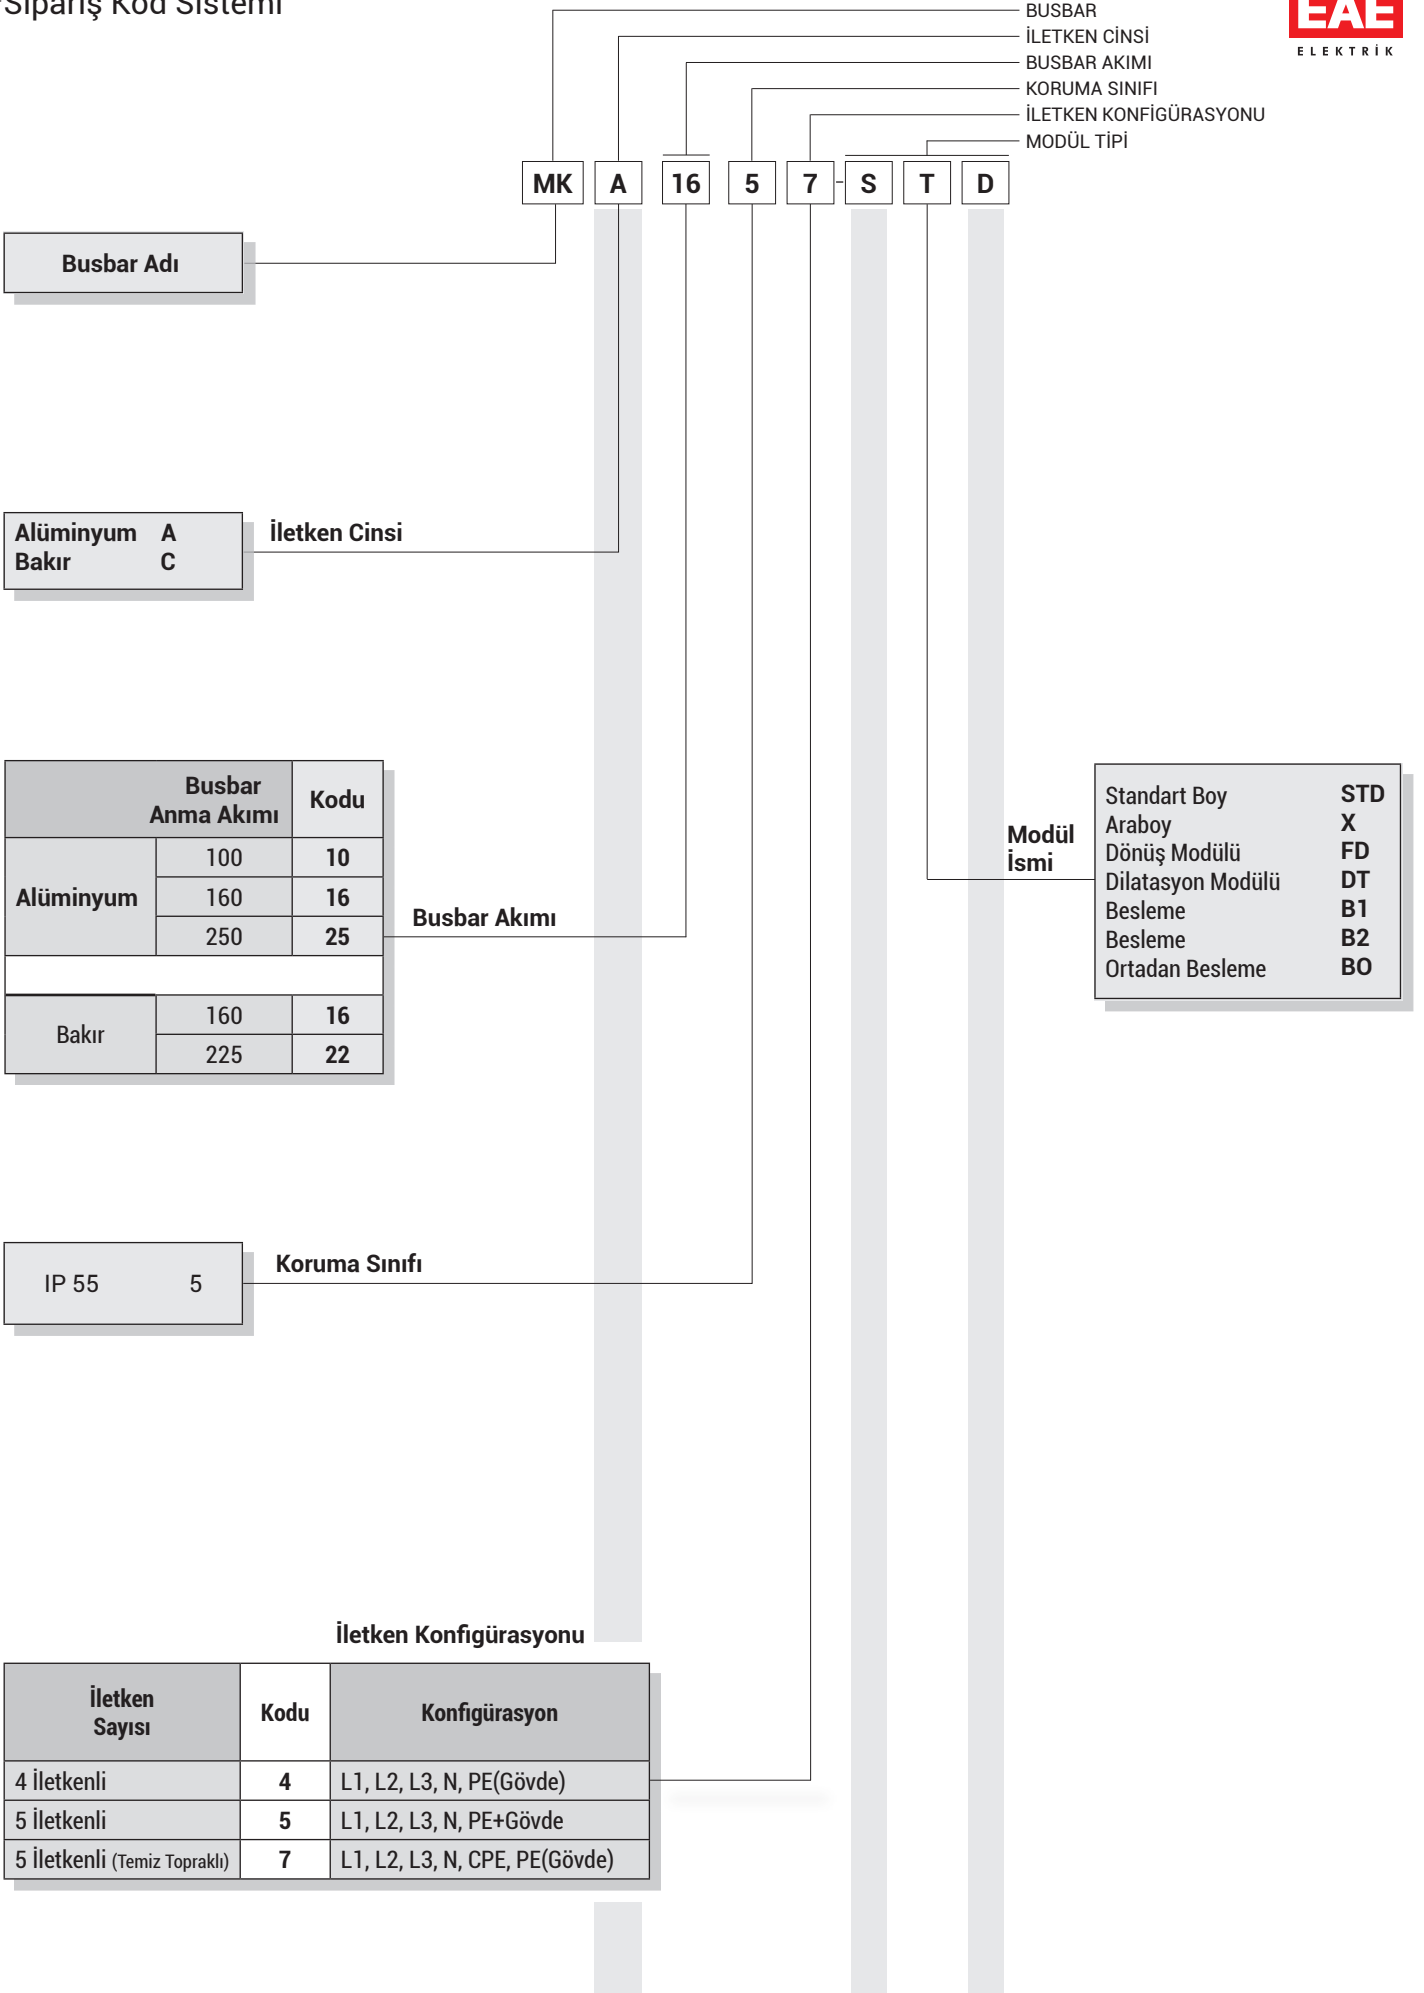 Sipariş Kod Sistemi
EAE
ELEKTRİK
BUSBAR
İLETKEN CİNSİ
BUSBAR AKIMI
KORUMA SINIFI
İLETKEN KONFİGÜRASYONU
MODÜL TİPİ
MK A 16 5 7 - S T D
Busbar Adı
Alüminyum A
Bakır C
İletken Cinsi
Busbar
Anma Akımı
Kodu
Alüminyum
100 10
160 16
250 25
Bakır
160 16
225 22
Busbar Akımı
Modül
İsmi
Standart Boy STD
Araboy X
Dönüş Modülü FD
Dilatasyon Modülü DT
Besleme B1
Besleme B2
Ortadan Besleme BO
IP 55 5
Koruma Sınıfı
İletken Konfigürasyonu
İletken
Sayısı
Kodu
Konfigürasyon
4 İletkenli 4 L1, L2, L3, N, PE(Gövde)
5 İletkenli 5 L1, L2, L3, N, PE+Gövde
5 İletkenli (Temiz Topraklı) 7 L1, L2, L3, N, CPE, PE(Gövde)